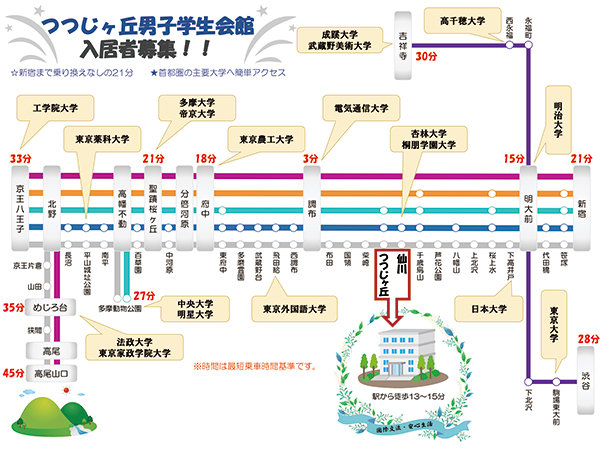 つつじヶ丘男子学生会館
入居者募集！！
☆新宿まで乗り換えなしの21分
★首都圏の主要大学へ簡単アクセス
成蹊大学
武蔵野美術大学
吉祥寺
30分
高千穂大学
西永福
永福町
工学院大学
東京薬科大学
多摩大学
帝京大学
東京農工大学
電気通信大学
杏林大学
桐朋学園大学
明治大学
33分
21分
18分
3分
15分
21分
京王八王子
北野
長沼
平山城址公園
南平
高幡不動
百草園
聖蹟桜ヶ丘
中河原
分倍河原
府中
東府中
多磨霊園
武蔵野台
飛田給
西調布
調布
布田
国領
柴崎
仙川
つつじヶ丘
千歳烏山
芦花公園
八幡山
上北沢
桜上水
下高井戸
明大前
代田橋
笹塚
新宿
京王片倉
山田
35分
めじろ台
狭間
高尾
45分
高尾山口
27分
多摩動物公園
中央大学
明星大学
東京外国語大学
日本大学
東京大学
法政大学
東京家政学院大学
※時間は最短乗車時間基準です。
駅から徒歩13～15分
国際交流・安心生活
28分
渋谷
下北沢
駒場東大前